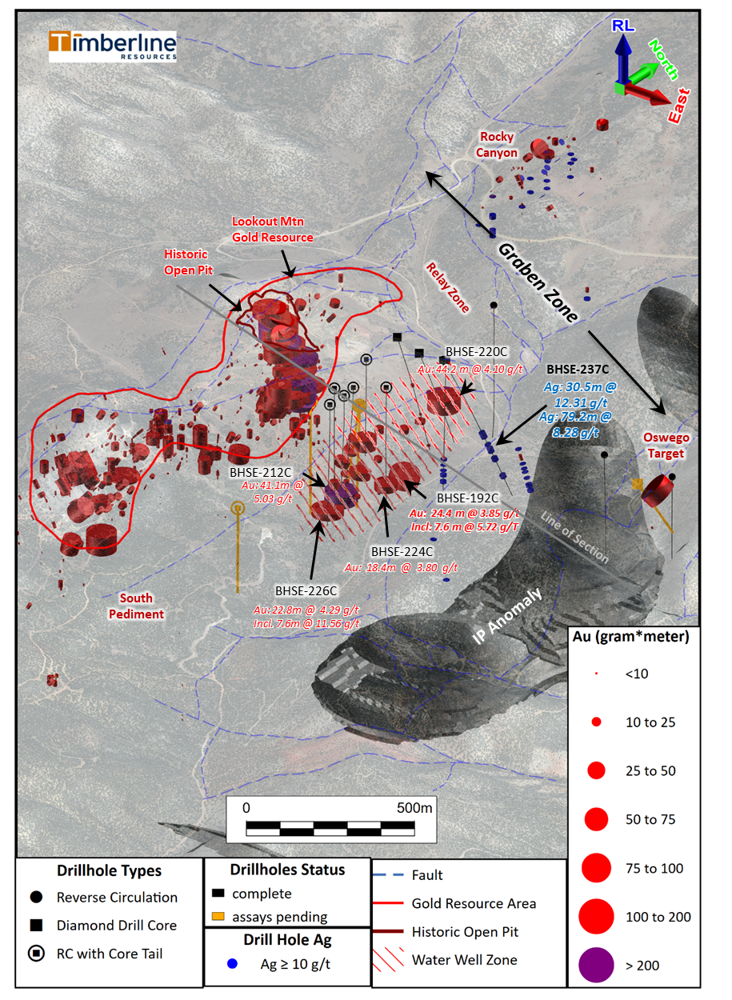 Timberline
RESOURCES
RL
North
East
Rocky
Canyon
Lookout Mtn
Gold Resource
Historic
Open Pit
Relay Zone
Graben Zone
BHSE-220C
Au: 44.2 m @ 4.10 g/t
BHSE-237C
Ag: 30.5m @
12.31 g/t
Ag: 79.2m @
8.28 g/t
Oswego
Target
BHSE-212C
Au: 41.1m @
5.03 g/t
BHSE-192C
Au: 24.4 m @ 3.85 g/t
Incl: 7.6 m @ 5.72 g/T
Line of Section
BHSE-224C
Au: 18.4m @ 3.80 g/t
BHSE-226C
Au: 22.8m @ 4.29 g/t
Incl. 7.6m @ 11.56 g/t
South
Pediment
IP Anomaly
0 500m
Au (gram*meter)
<10
10 to 25
25 to 50
50 to 75
75 to 100
100 to 200
> 200
Drillhole Types
Reverse Circulation
Diamond Drill Core
RC with Core Tail
Drillholes Status
complete
assays pending
Drill Hole Ag
Ag ≥ 10 g/t
Fault
Gold Resource Area
Historic Open Pit
Water Well Zone